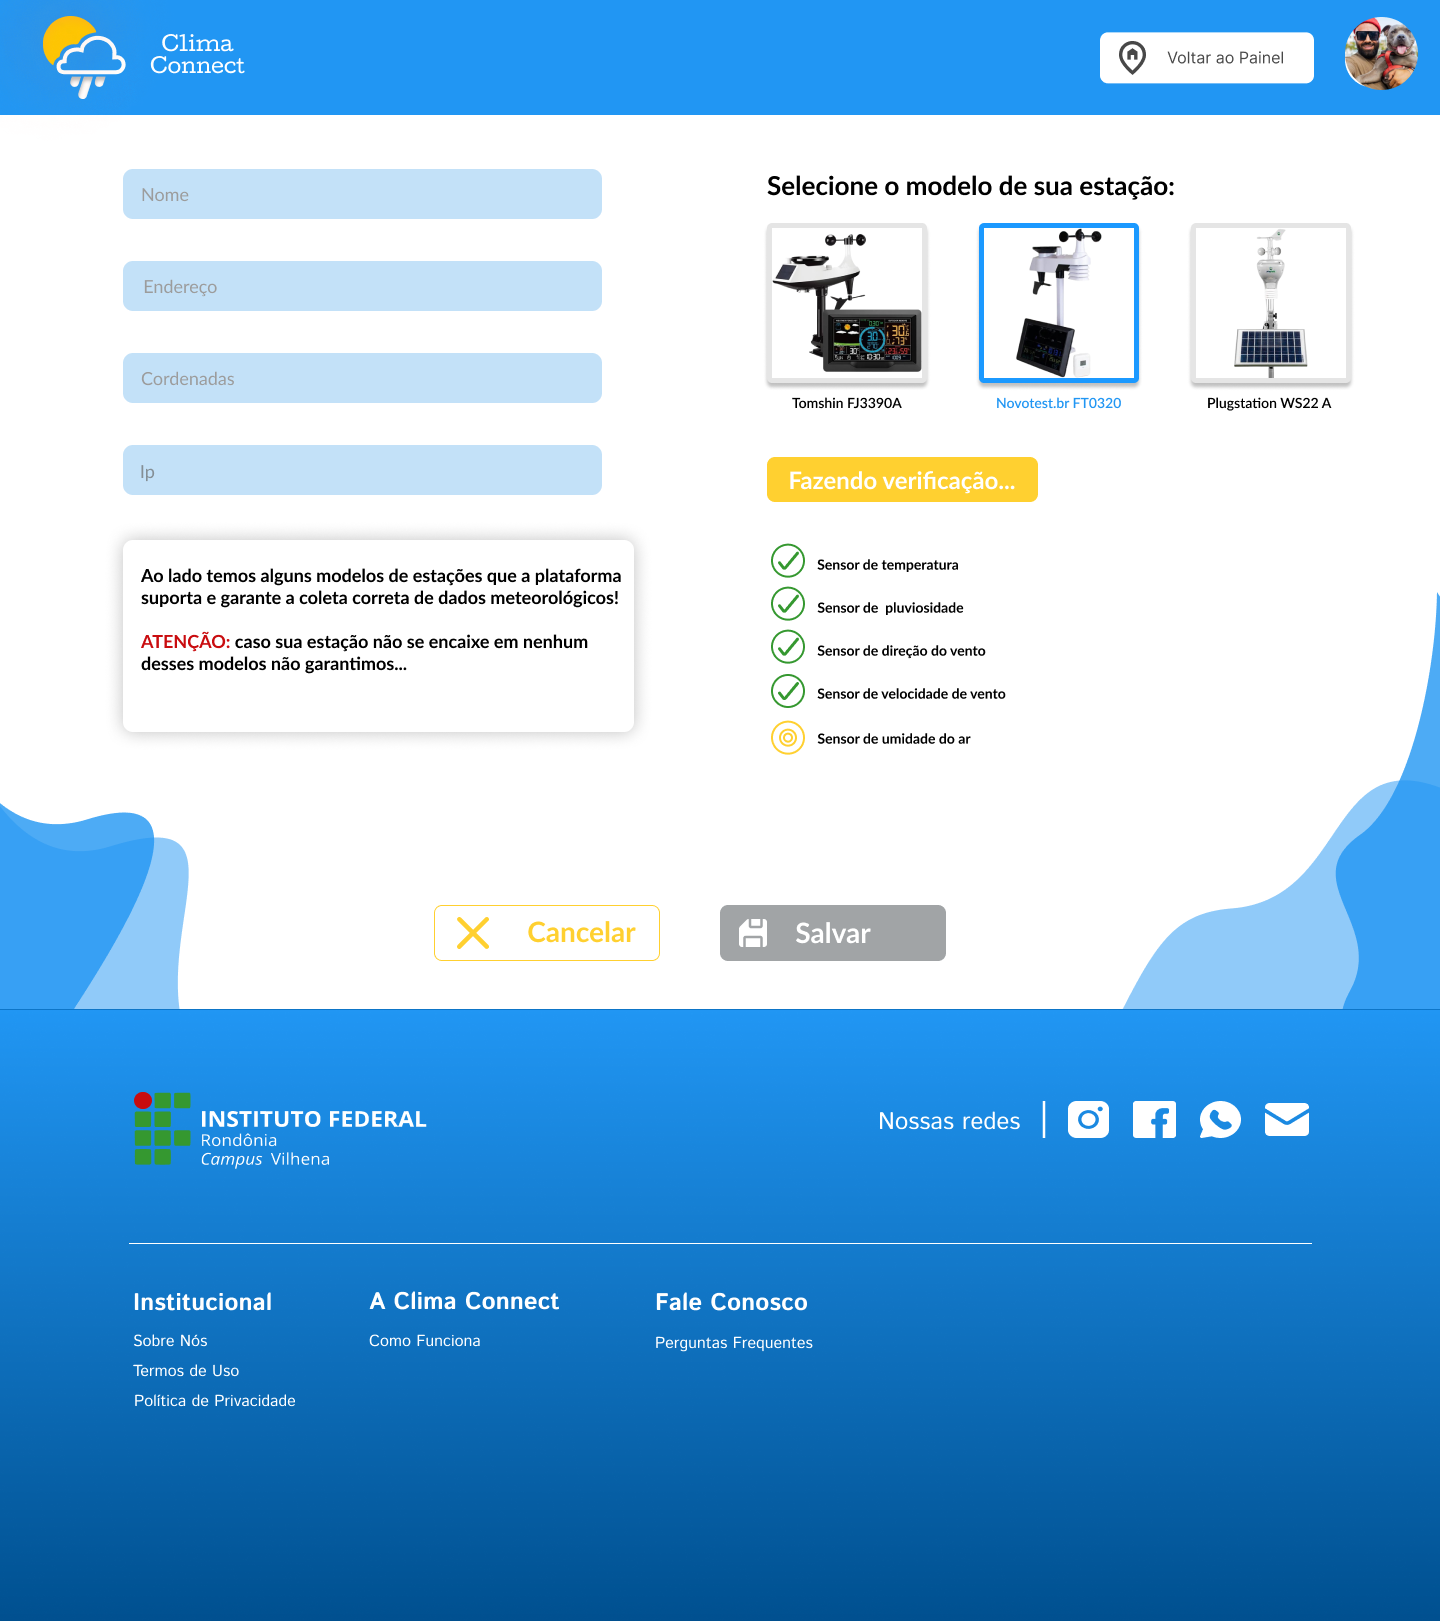 Clima
Connect
Voltar ao Painel
Nome
Endereço
Cordenadas
Ip
Ao lado temos alguns modelos de estações que a plataforma
suporta e garante a coleta correta de dados meteorológicos!
ATENÇÃO: caso sua estação não se encaixe em nenhum
desses modelos não garantimos...
Selecione o modelo de sua estação:
Tomshin FJ3390A
Novotest.br FT0320
Plugstation WS22 A
Fazendo verificação...
Sensor de temperatura
Sensor de pluviosidade
Sensor de direção do vento
Sensor de velocidade de vento
Sensor de umidade do ar
Cancelar
Salvar
INSTITUTO FEDERAL
Rondônia
Campus Vilhena
Nossas redes
Institucional
Sobre Nós
Termos de Uso
Política de Privacidade
A Clima Connect
Como Funciona
Fale Conosco
Perguntas Frequentes